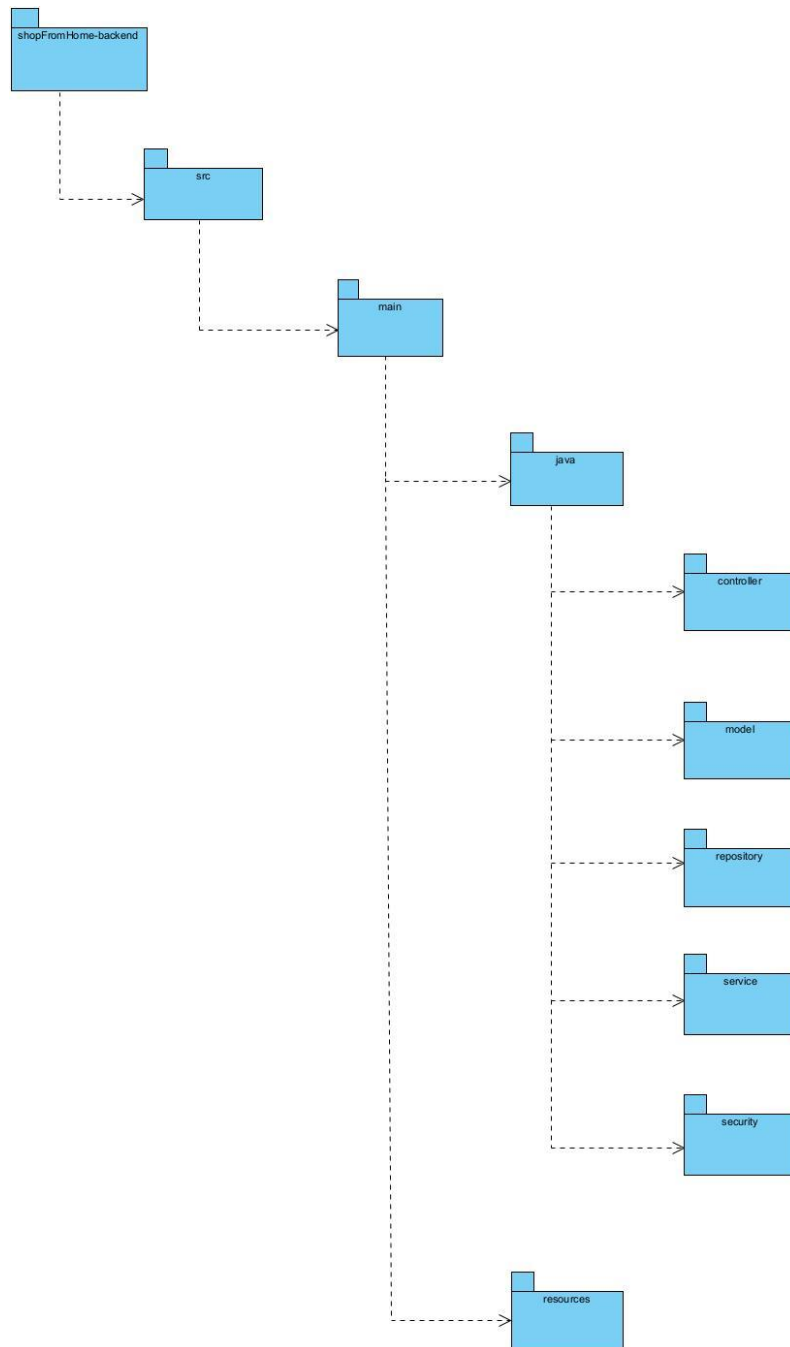 shopFromHome-backend
src
main
java
controller
model
repository
service
security
resources